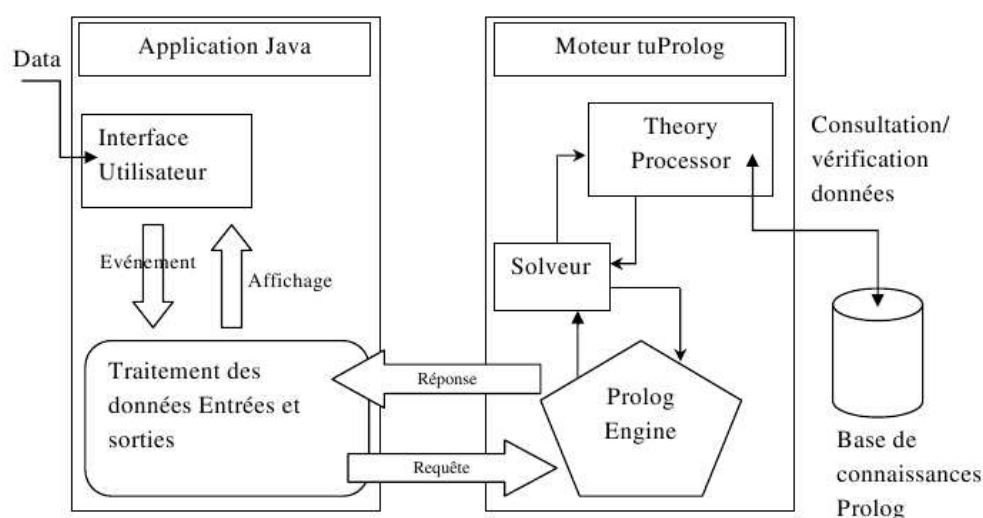 Application Java
Moteur tuProlog
Data
Interface
Utilisateur
Theory
Processor
Consultation/
vérification
données
Evénement
Affichage
Solveur
Traitement des
données Entrées et
sorties
Réponse
Prolog
Engine
Requête
Base de
connaissances
Prolog